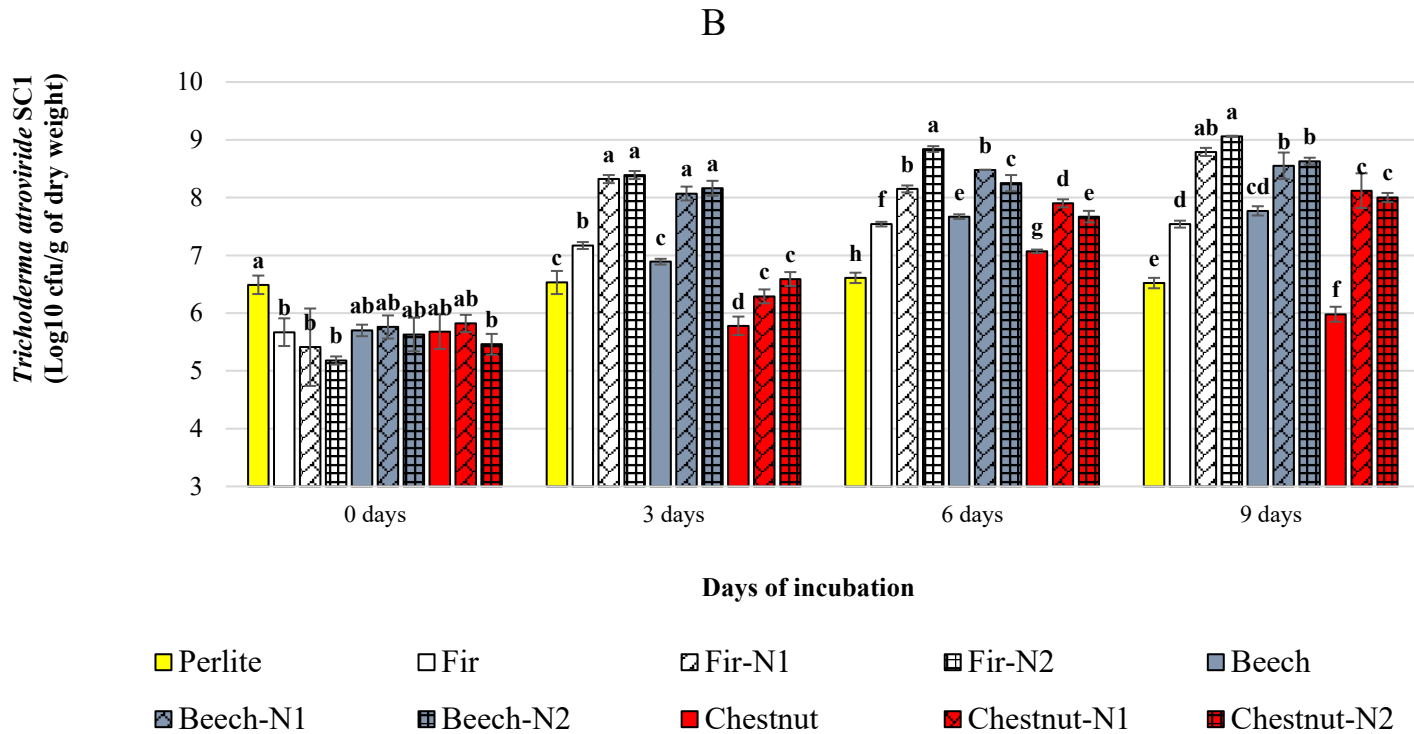 B
Trichoderma atroviride SC1
(Log10 cfu/g of dry weight)
10
9
8
7
6
5
4
3
a
b
b
b
ab
ab
ab
ab
ab
b
c
b
a
a
c
a
a
d
c
c
h
f
b
a
e
b
c
g
d
e
e
d
ab
a
cd
b
b
f
c
c
0 days
3 days
6 days
9 days
Days of incubation
Perlite
Fir
Fir-N1
Fir-N2
Beech
Beech-N1
Beech-N2
Chestnut
Chestnut-N1
Chestnut-N2